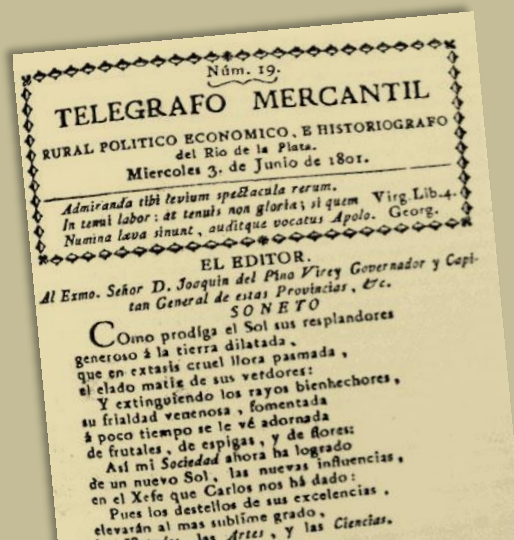 Núm. 19.
TELEGRAFO MERCANTIL
RURAL POLITICO ECONOMICO, E HISTORIOGRAFO
del Rio de la Plata.
Miercoles 3. de Junio de 1801.
Admiranda tibi levium spectacula rerum.
In tenui labor: at tenuis non gloria; si quem Virg. Lib. 4.
Numina læva sinunt, auditque vocatus Apolo. Georg.
EL EDITOR.
Al Exmo. Señor D. Joaquin del Pino Virey Governador y Capi-
tan General de estas Provincias, &c.
SONETO
COmo prodiga el Sol sus resplandores
generoso á la tierra dilatada,
que en extasis cruel llora pasmada,
el elado matiz de sus verdores:
Y extinguiendo los rayos bienhechores,
su frialdad venenosa, fomentada
á poco tiempo se le vé adornada
de frutales, de espigas, y de flores:
Así mi Sociedad ahora ha logrado
de un nuevo Sol, las nuevas influencias,
en el Xefe que Carlos nos há dado:
Pues los destellos de sus excelencias,
elevarán al mas sublime grado,
las Artes, y las Ciencias.